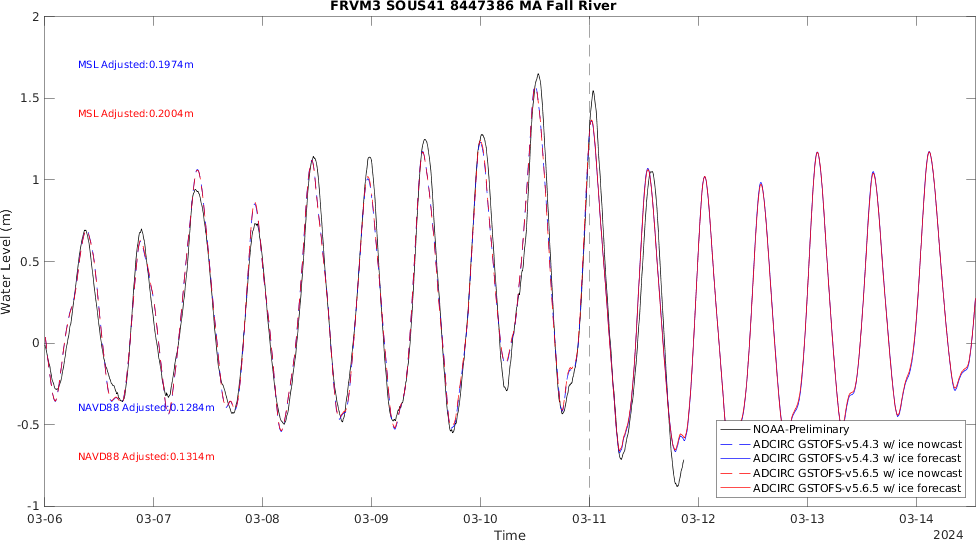 FRVM3 SOUS41 8447386 MA Fall River
2
1.5
1
0.5
0
-0.5
-1
Water Level (m)
MSL Adjusted:0.1974m
MSL Adjusted:0.2004m
NAVD88 Adjusted:0.1284m
NAVD88 Adjusted:0.1314m
NOAA-Preliminary
ADCIRC GSTOFS-v5.4.3 w/ ice nowcast
ADCIRC GSTOFS-v5.4.3 w/ ice forecast
ADCIRC GSTOFS-v5.6.5 w/ ice nowcast
ADCIRC GSTOFS-v5.6.5 w/ ice forecast
03-06 03-07 03-08 03-09 03-10 03-11 03-12 03-13 03-14
Time
2024